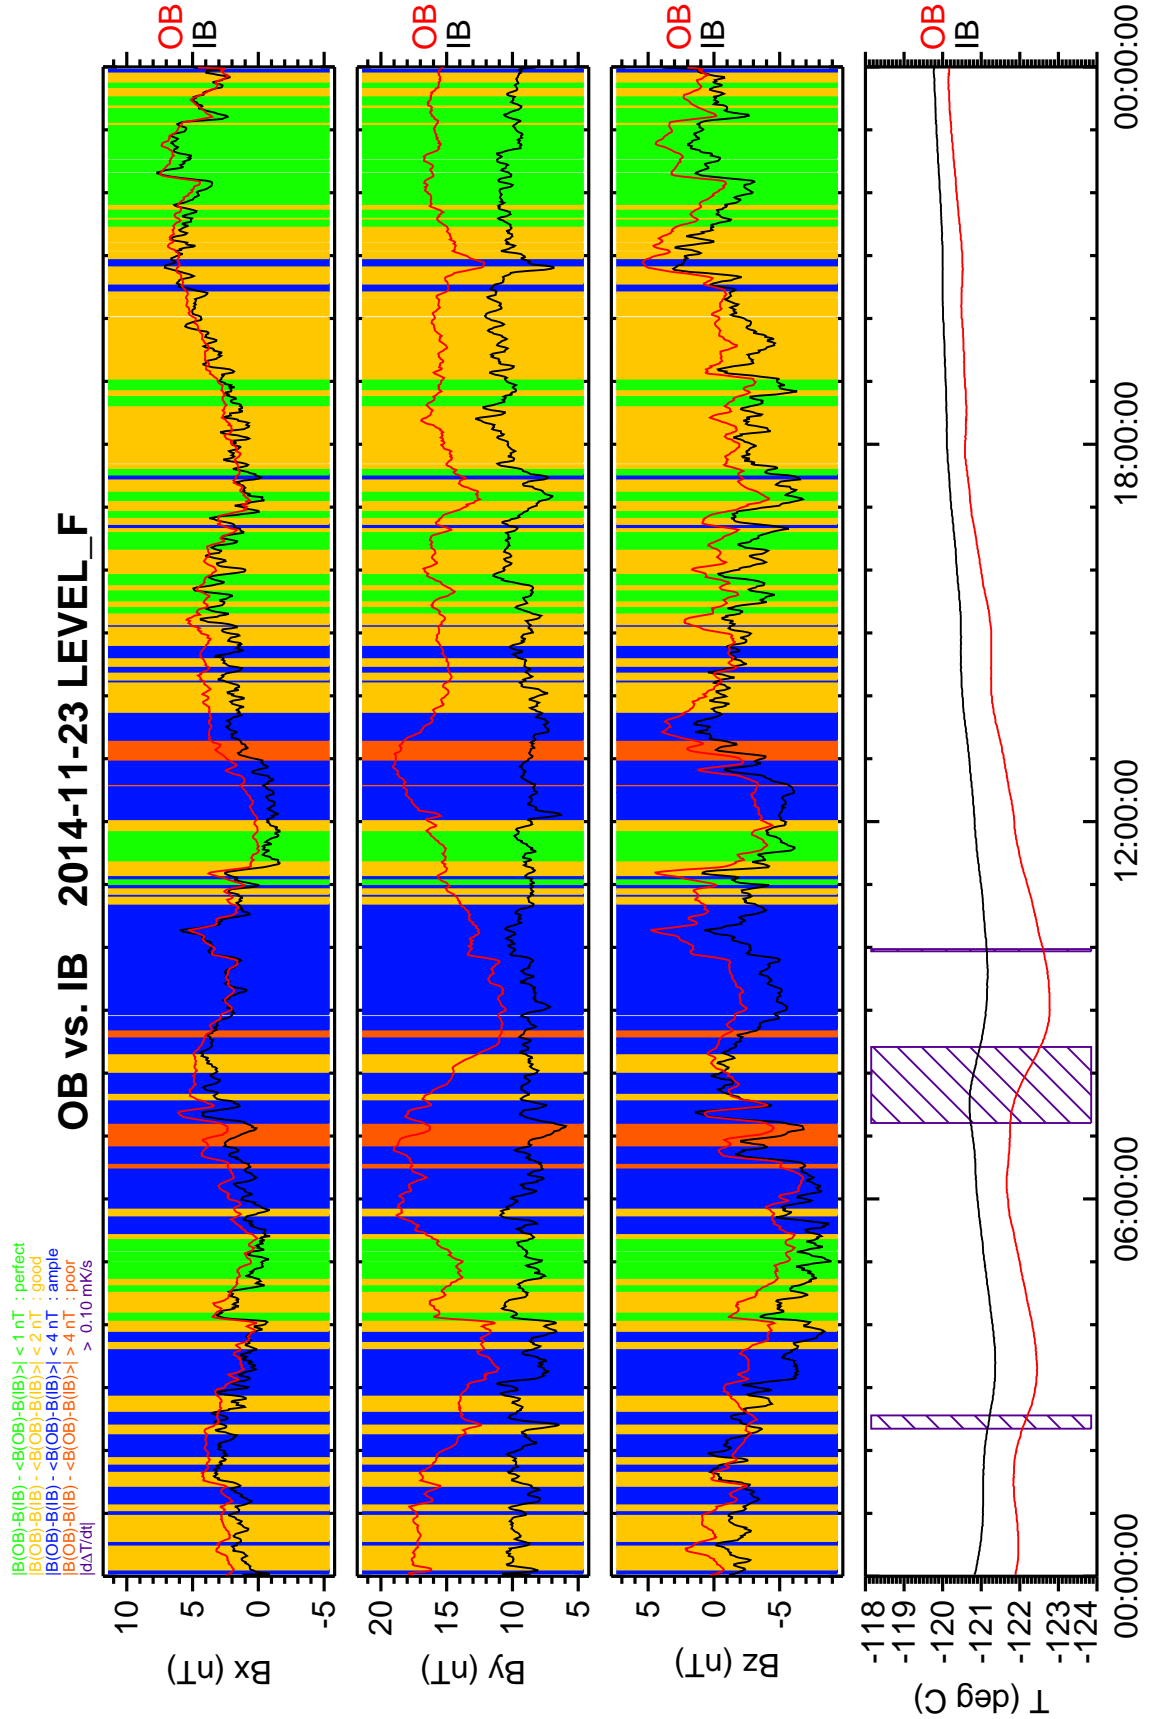 OB vs. IB 2014-11-23 LEVEL_F
|B(OB)-B(IB) - <B(OB)-B(IB)>| < 1 nT : perfect
|B(OB)-B(IB) - <B(OB)-B(IB)>| < 2 nT : good
|B(OB)-B(IB) - <B(OB)-B(IB)>| < 4 nT : ample
|B(OB)-B(IB) - <B(OB)-B(IB)>| > 4 nT : poor
|dΔT/dt| > 0.10 mK/s
Bx (nT)
10
5
0
-5
OB
IB
By (nT)
20
15
10
5
OB
IB
Bz (nT)
5
0
-5
OB
IB
T (deg C)
-118
-119
-120
-121
-122
-123
-124
OB
IB
00:00:00 06:00:00 12:00:00 18:00:00 00:00:00